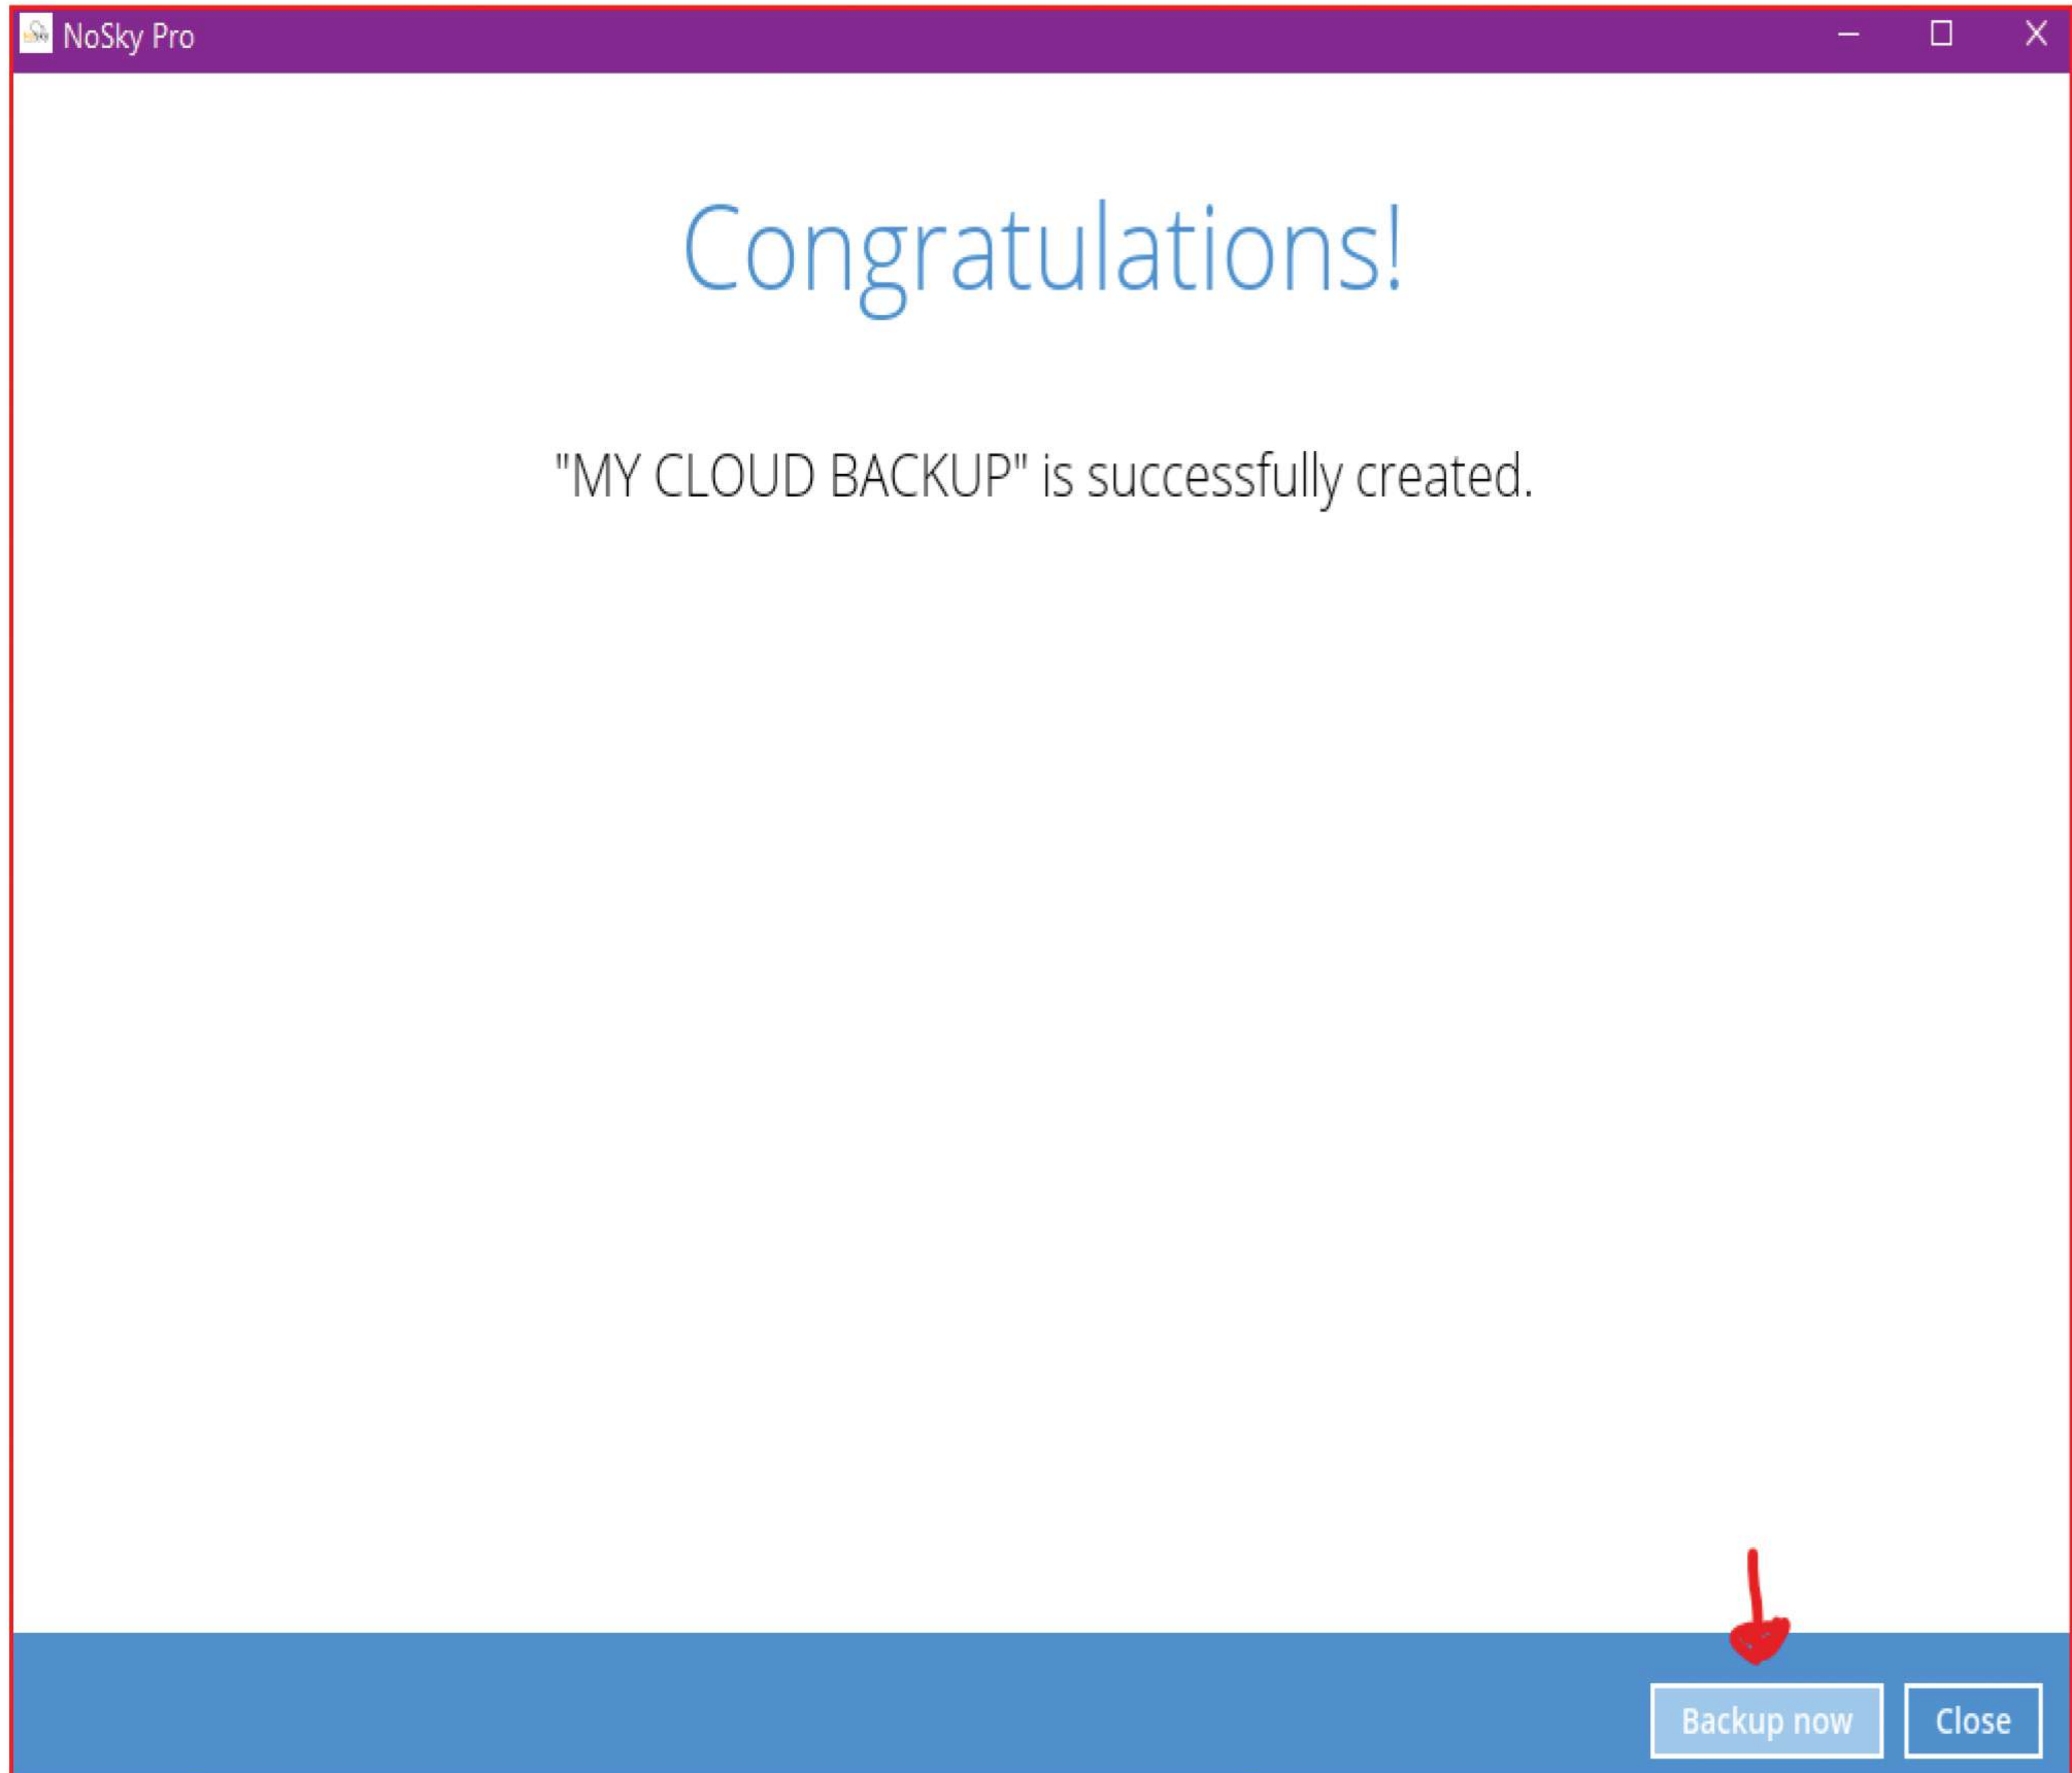 NoSky Pro
Congratulations!
"MY CLOUD BACKUP" is successfully created.
Backup now
Close